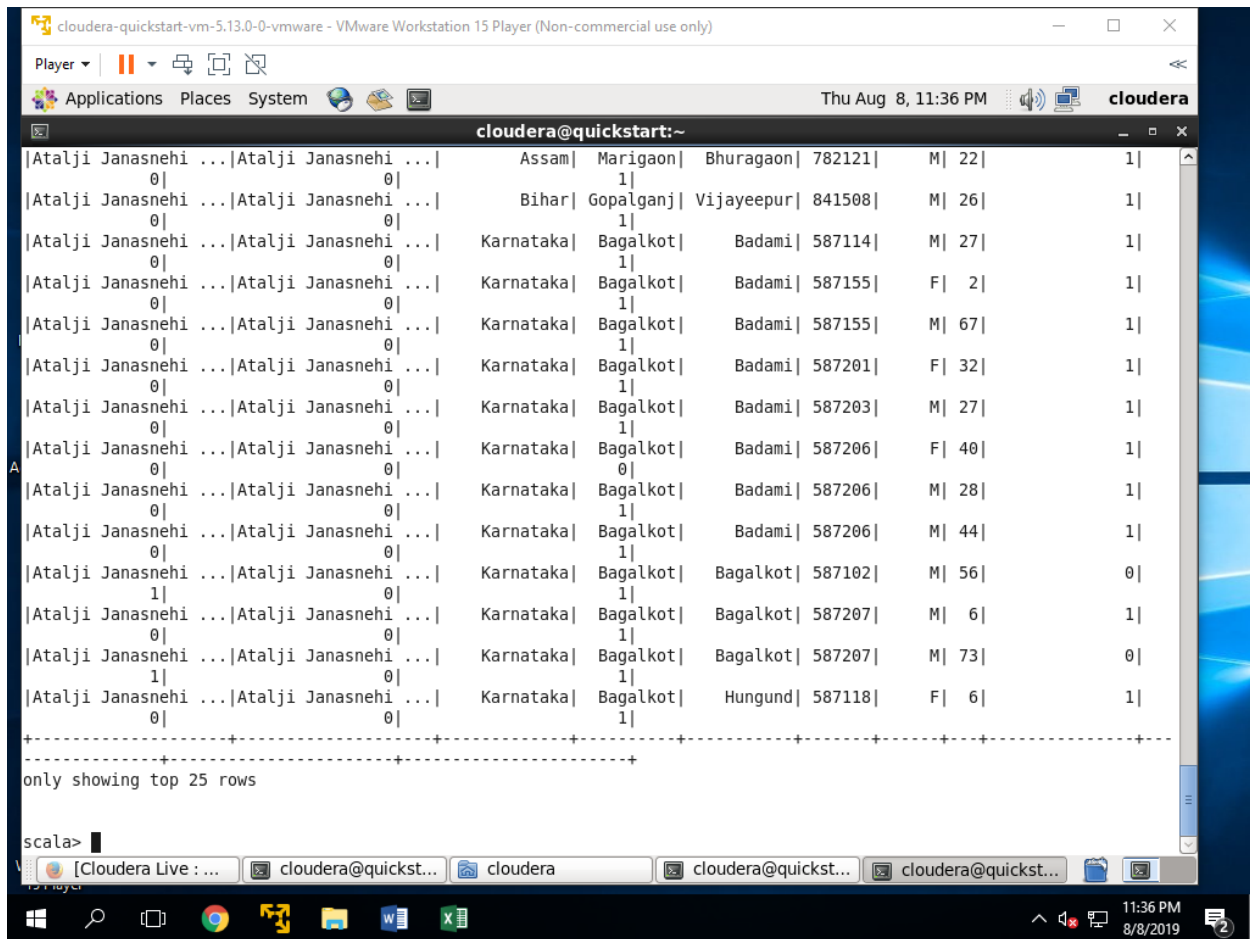 cloudera-quickstart-vm-5.13.0-0-vmware - VMware Workstation 15 Player (Non-commercial use only)
Player
Applications Places System Thu Aug 8, 11:36 PM cloudera
cloudera@quickstart:~
|Atalji Janasnehi ...|Atalji Janasnehi ...| Assam| Marigaon| Bhuragaon| 782121| M| 22| 1|
0| 0| 1|
|Atalji Janasnehi ...|Atalji Janasnehi ...| Bihar| Gopalganj| Vijayeepur| 841508| M| 26| 1|
0| 0| 1|
|Atalji Janasnehi ...|Atalji Janasnehi ...| Karnataka| Bagalkot| Badami| 587114| M| 27| 1|
0| 0| 1|
|Atalji Janasnehi ...|Atalji Janasnehi ...| Karnataka| Bagalkot| Badami| 587155| F| 2| 1|
0| 0| 1|
|Atalji Janasnehi ...|Atalji Janasnehi ...| Karnataka| Bagalkot| Badami| 587155| M| 67| 1|
0| 0| 1|
|Atalji Janasnehi ...|Atalji Janasnehi ...| Karnataka| Bagalkot| Badami| 587201| F| 32| 1|
0| 0| 1|
|Atalji Janasnehi ...|Atalji Janasnehi ...| Karnataka| Bagalkot| Badami| 587203| M| 27| 1|
0| 0| 1|
|Atalji Janasnehi ...|Atalji Janasnehi ...| Karnataka| Bagalkot| Badami| 587206| F| 40| 1|
0| 0| 0|
|Atalji Janasnehi ...|Atalji Janasnehi ...| Karnataka| Bagalkot| Badami| 587206| M| 28| 1|
0| 0| 1|
|Atalji Janasnehi ...|Atalji Janasnehi ...| Karnataka| Bagalkot| Badami| 587206| M| 44| 1|
0| 0| 1|
|Atalji Janasnehi ...|Atalji Janasnehi ...| Karnataka| Bagalkot| Bagalkot| 587102| M| 56| 0|
1| 0| 1|
|Atalji Janasnehi ...|Atalji Janasnehi ...| Karnataka| Bagalkot| Bagalkot| 587207| M| 6| 1|
0| 0| 1|
|Atalji Janasnehi ...|Atalji Janasnehi ...| Karnataka| Bagalkot| Bagalkot| 587207| M| 73| 0|
1| 0| 1|
|Atalji Janasnehi ...|Atalji Janasnehi ...| Karnataka| Bagalkot| Hungund| 587118| F| 6| 1|
0| 0| 1|
+--------------------+--------------------+-------------+----------+-----------+-------+------+---+---------------+---
--------------+-----------------------+-----------------------+
only showing top 25 rows
scala>
[Cloudera Live : ... cloudera@quickst... cloudera cloudera@quickst... cloudera@quickst...
15 Player
11:36 PM
8/8/2019
2